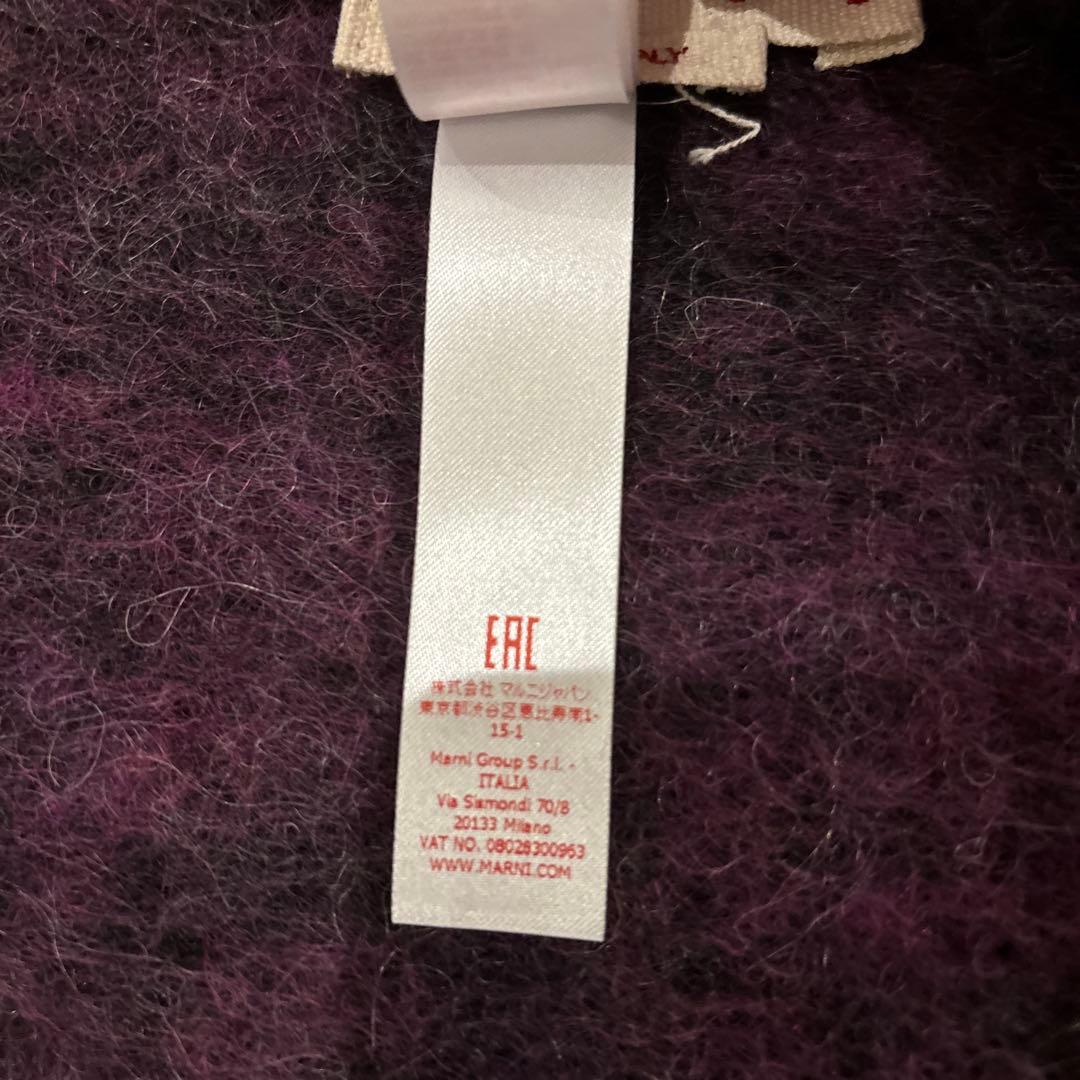 EAC
株式会社 マルニジャパン
東京都渋谷区恵比寿南1-
15-1
Marni Group S.r.l. -
ITALIA
Via Sismondi 70/8
20133 Milano
VAT NO. 08028300963
WWW.MARNI.COM